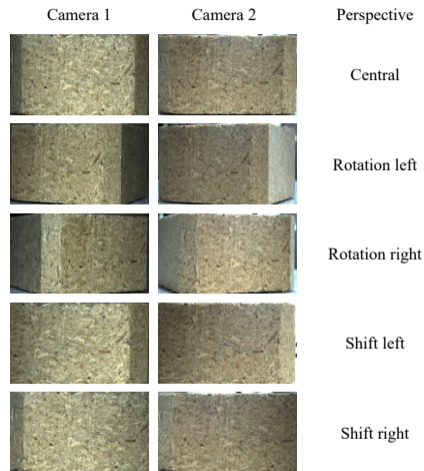 Camera 1 Camera 2 Perspective
Central
Rotation left
Rotation right
Shift left
Shift right